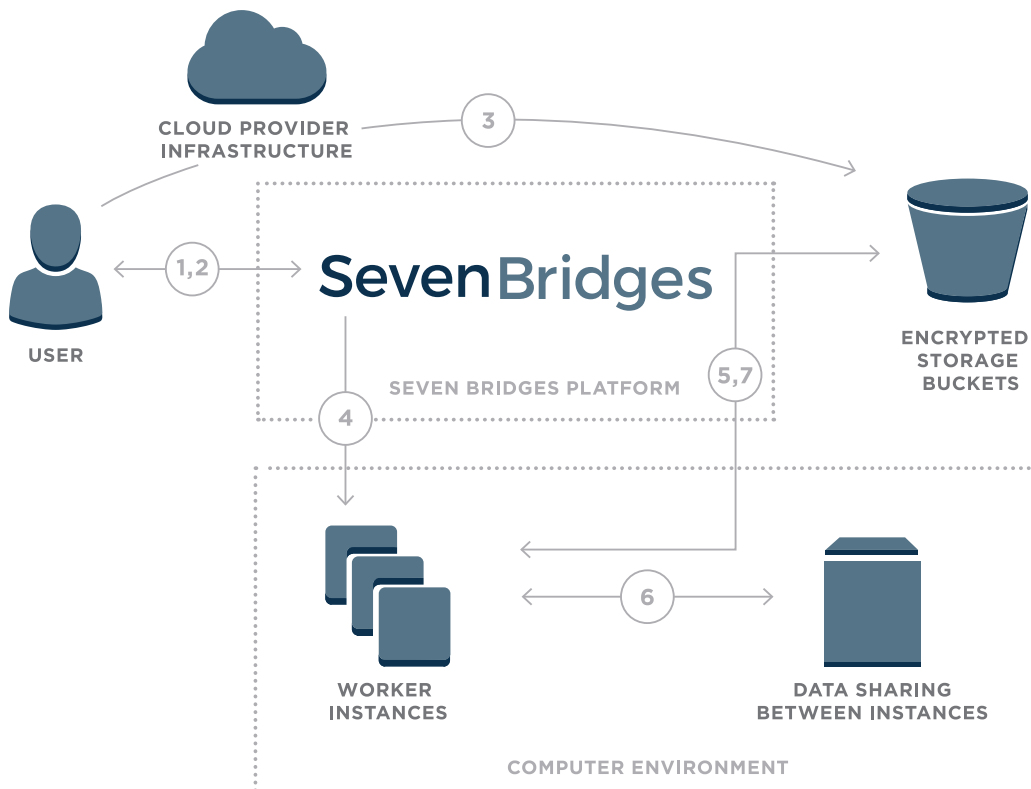 CLOUD PROVIDER
INFRASTRUCTURE
3
1,2
SevenBridges
USER
ENCRYPTED
STORAGE
BUCKETS
SEVEN BRIDGES PLATFORM
5,7
4
6
WORKER
INSTANCES
DATA SHARING
BETWEEN INSTANCES
COMPUTER ENVIRONMENT